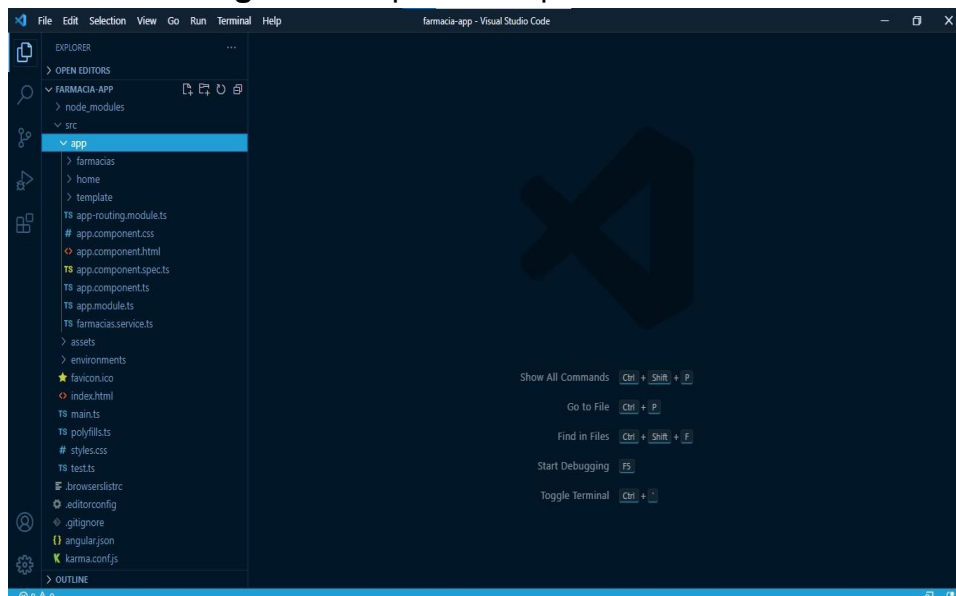 File Edit Selection View Go Run Terminal Help farmacia-app - Visual Studio Code
EXPLORER
OPEN EDITORS
FARMACIA-APP
node_modules
src
app
farmacias
home
template
TS app-routing.module.ts
# app.component.css
<> app.component.html
TS app.component.spec.ts
TS app.component.ts
TS app.module.ts
TS farmacias.service.ts
assets
environments
favicon.ico
<> index.html
TS main.ts
TS polyfills.ts
# styles.css
TS test.ts
.browserslistrc
.editorconfig
.gitignore
{} angular.json
K karma.conf.js
OUTLINE
Show All Commands Ctrl + Shift + P
Go to File Ctrl + P
Find in Files Ctrl + Shift + F
Start Debugging F5
Toggle Terminal Ctrl + '